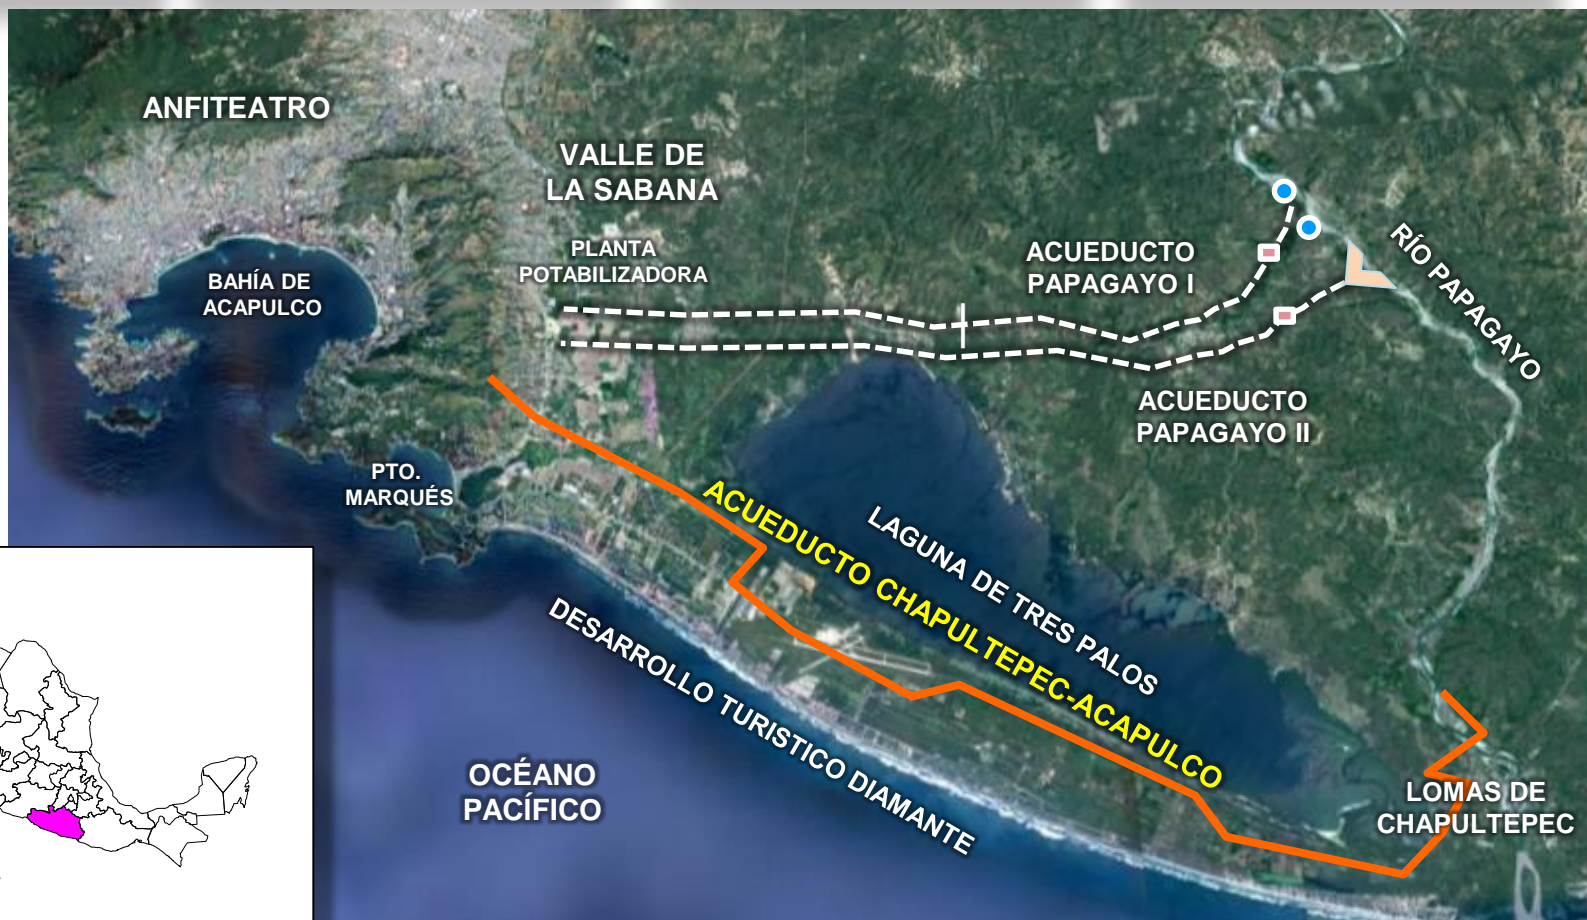 ANFITEATRO
VALLE DE
LA SABANA
PLANTA
POTABILIZADORA
BAHÍA DE
ACAPULCO
ACUEDUCTO
PAPAGAYO I
RÍO PAPAGAYO
ACUEDUCTO
PAPAGAYO II
PTO.
MARQUÉS
ACUEDUCTO CHAPULTEPEC-ACAPULCO
LAGUNA DE TRES PALOS
DESARROLLO TURISTICO DIAMANTE
OCÉANO
PACÍFICO
LOMAS DE
CHAPULTEPEC